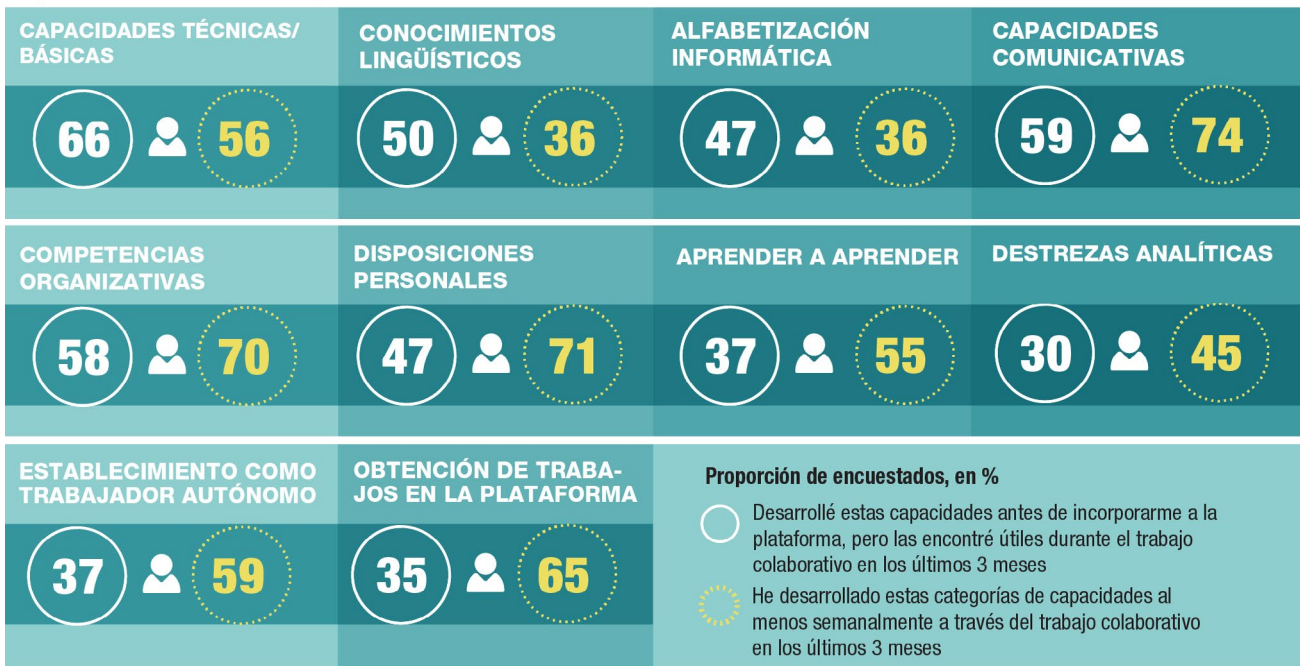 CAPACIDADES TÉCNICAS/
BÁSICAS
66 56
CONOCIMIENTOS
LINGÜÍSTICOS
50 36
ALFABETIZACIÓN
INFORMÁTICA
47 36
CAPACIDADES
COMUNICATIVAS
59 74
COMPETENCIAS
ORGANIZATIVAS
58 70
DISPOSICIONES
PERSONALES
47 71
APRENDER A APRENDER
37 55
DESTREZAS ANALÍTICAS
30 45
ESTABLECIMIENTO COMO
TRABAJADOR AUTÓNOMO
37 59
OBTENCIÓN DE TRABA-
JOS EN LA PLATAFORMA
35 65
Proporción de encuestados, en %
Desarrollé estas capacidades antes de incorporarme a la
plataforma, pero las encontré útiles durante el trabajo
colaborativo en los últimos 3 meses
He desarrollado estas categorías de capacidades al
menos semanalmente a través del trabajo colaborativo
en los últimos 3 meses